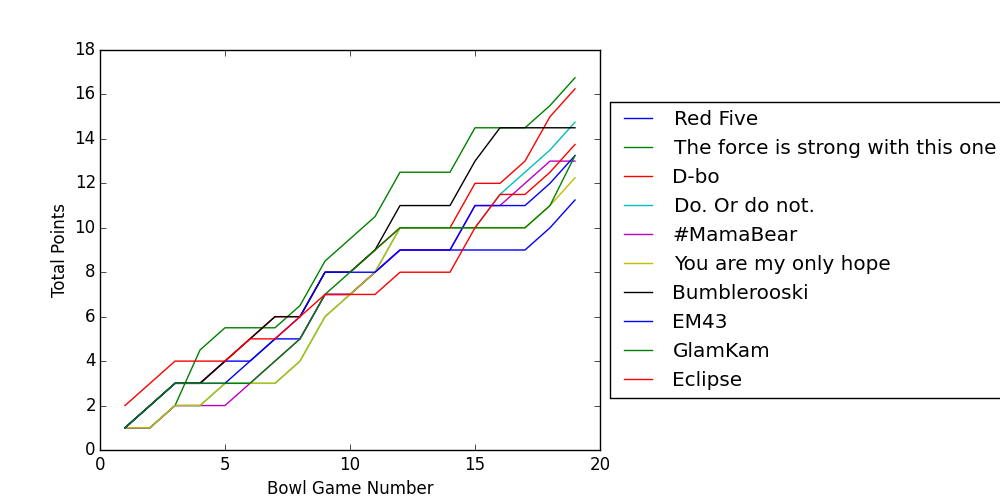 18
16
14
12
10
8
6
4
2
0
Total Points
0 5 10 15 20
Bowl Game Number
Red Five
The force is strong with this one
D-bo
Do. Or do not.
#MamaBear
You are my only hope
Bumblerooski
EM43
GlamKam
Eclipse